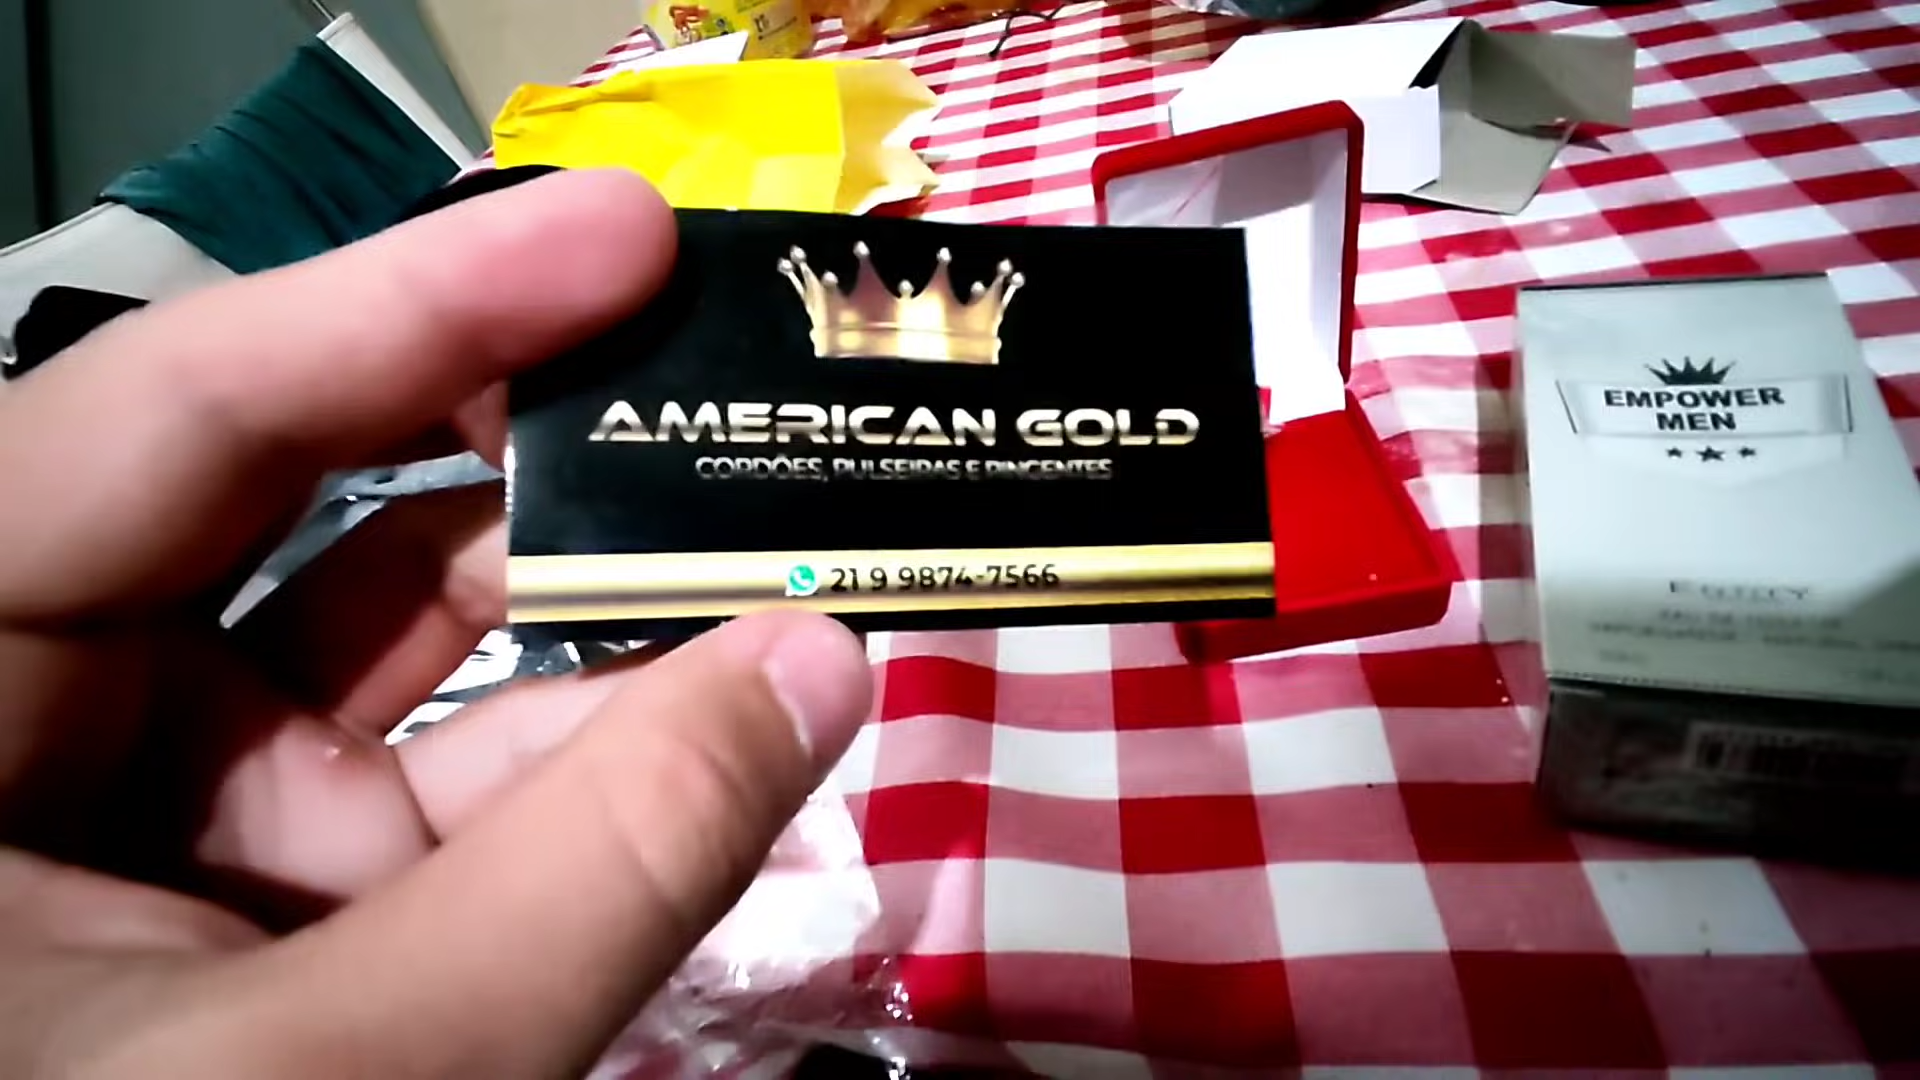 AMERICAN GOLD
CORDÕES, PULSEIRAS E PINGENTES
21 9 9874-7566
EMPOWER
MEN